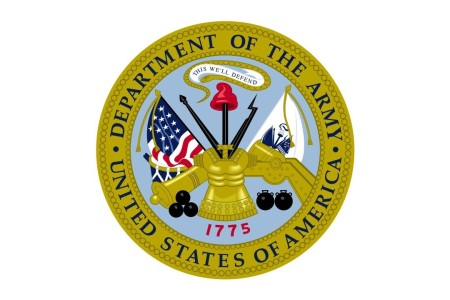 DEPARTMENT OF THE ARMY
THIS WE'LL DEFEND
1775
UNITED STATES OF AMERICA